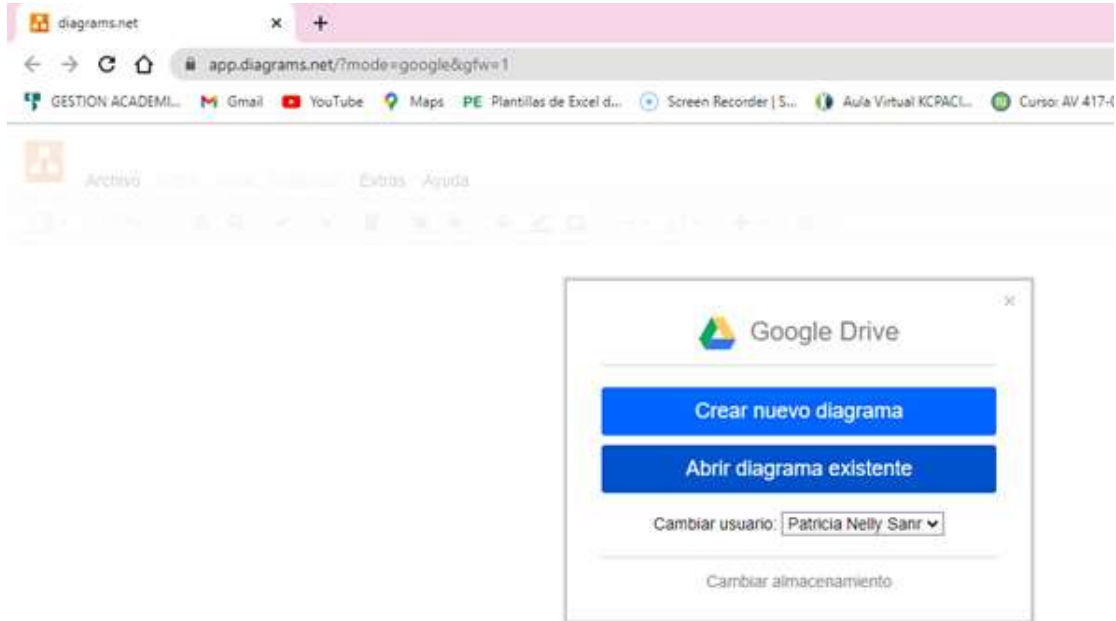 diagrams.net
app.diagrams.net/?mode=google&gfw=1
GESTION ACADEMI... Gmail YouTube Maps PE Plantillas de Excel d... Screen Recorder | S... Aula Virtual KCPACI... Curso: AV 417-
Archivo Extras Ayuda
Google Drive
Crear nuevo diagrama
Abrir diagrama existente
Cambiar usuario: Patricia Nelly Sanr
Cambiar almacenamiento